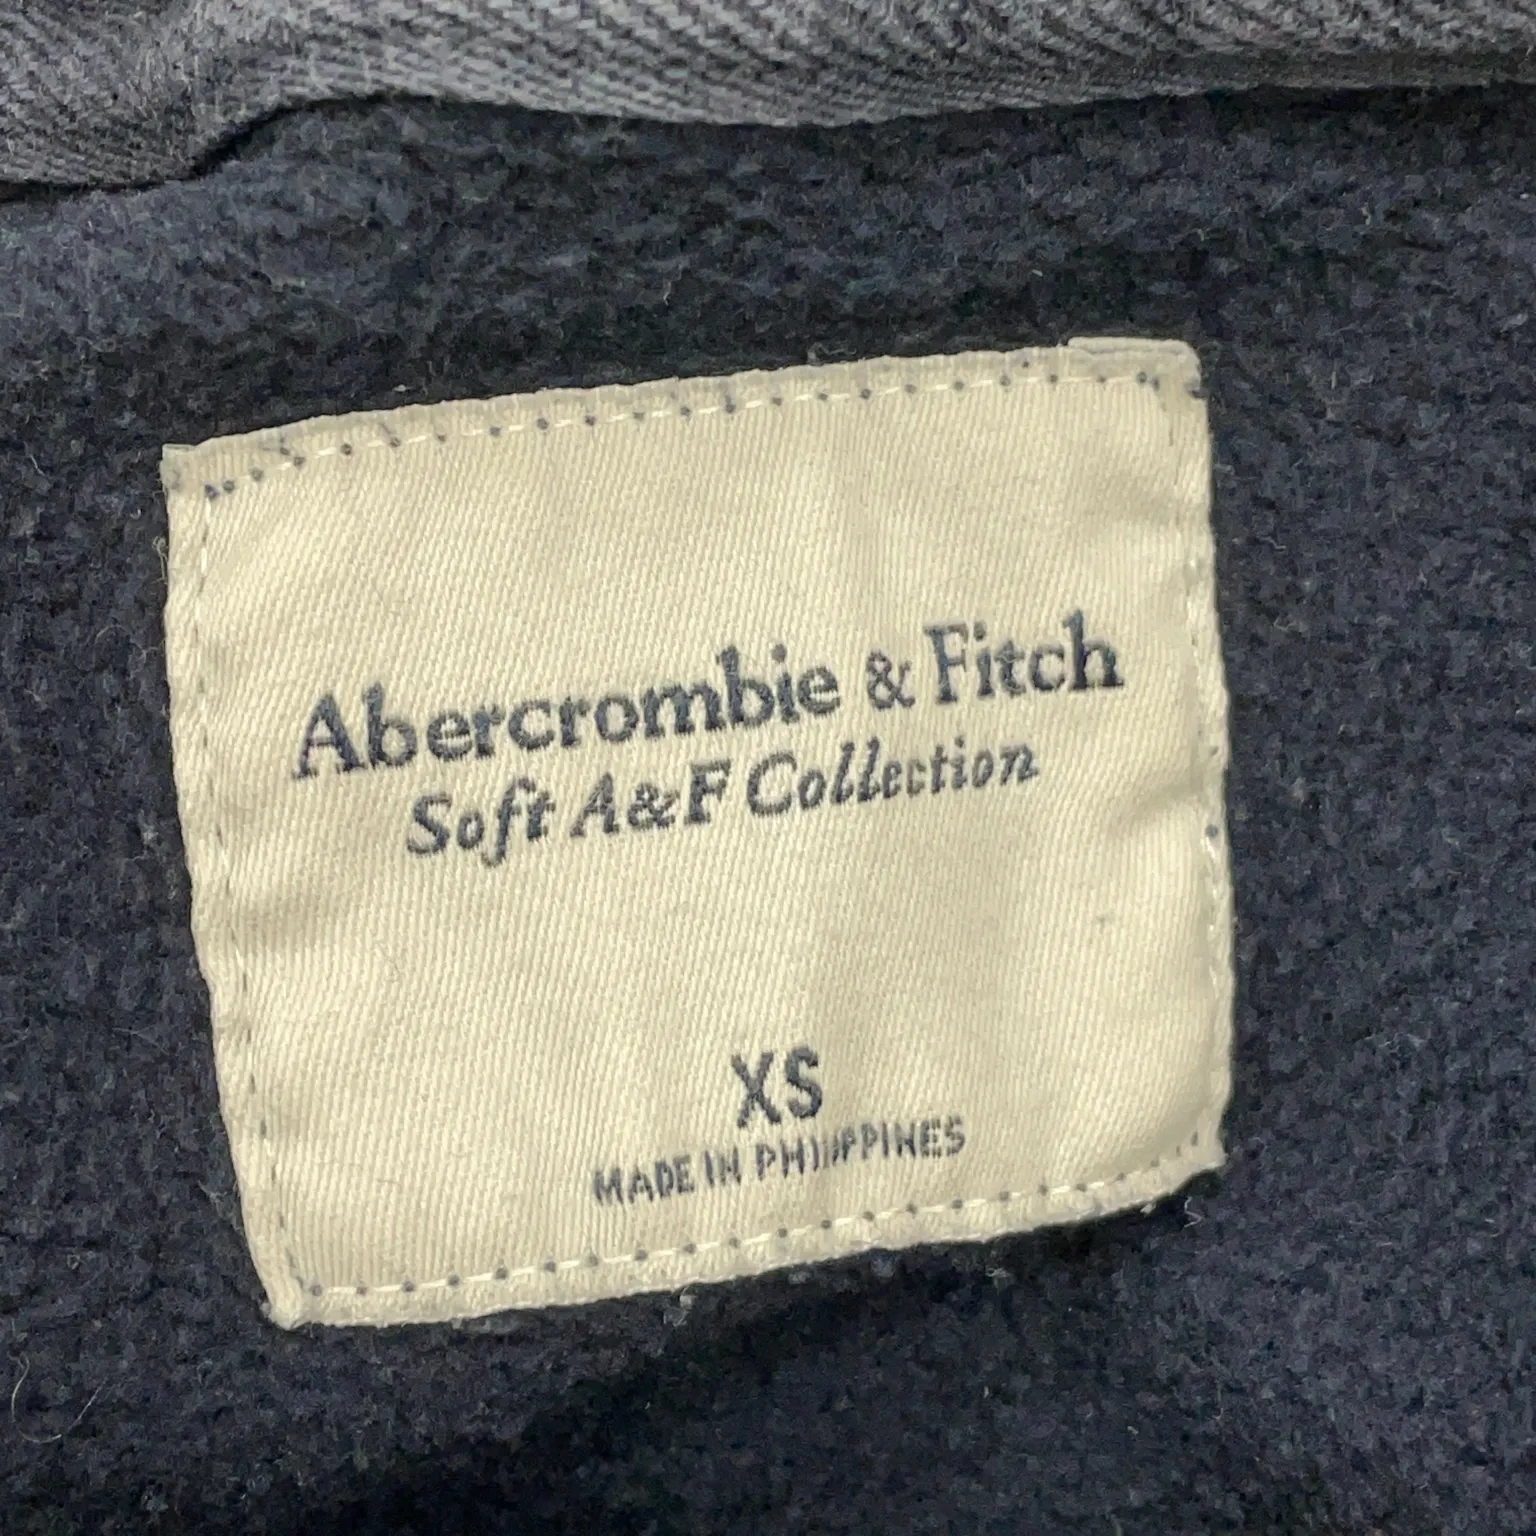 Abercrombie & Fitch
Soft A&F Collection
XS
MADE IN PHILIPPINES